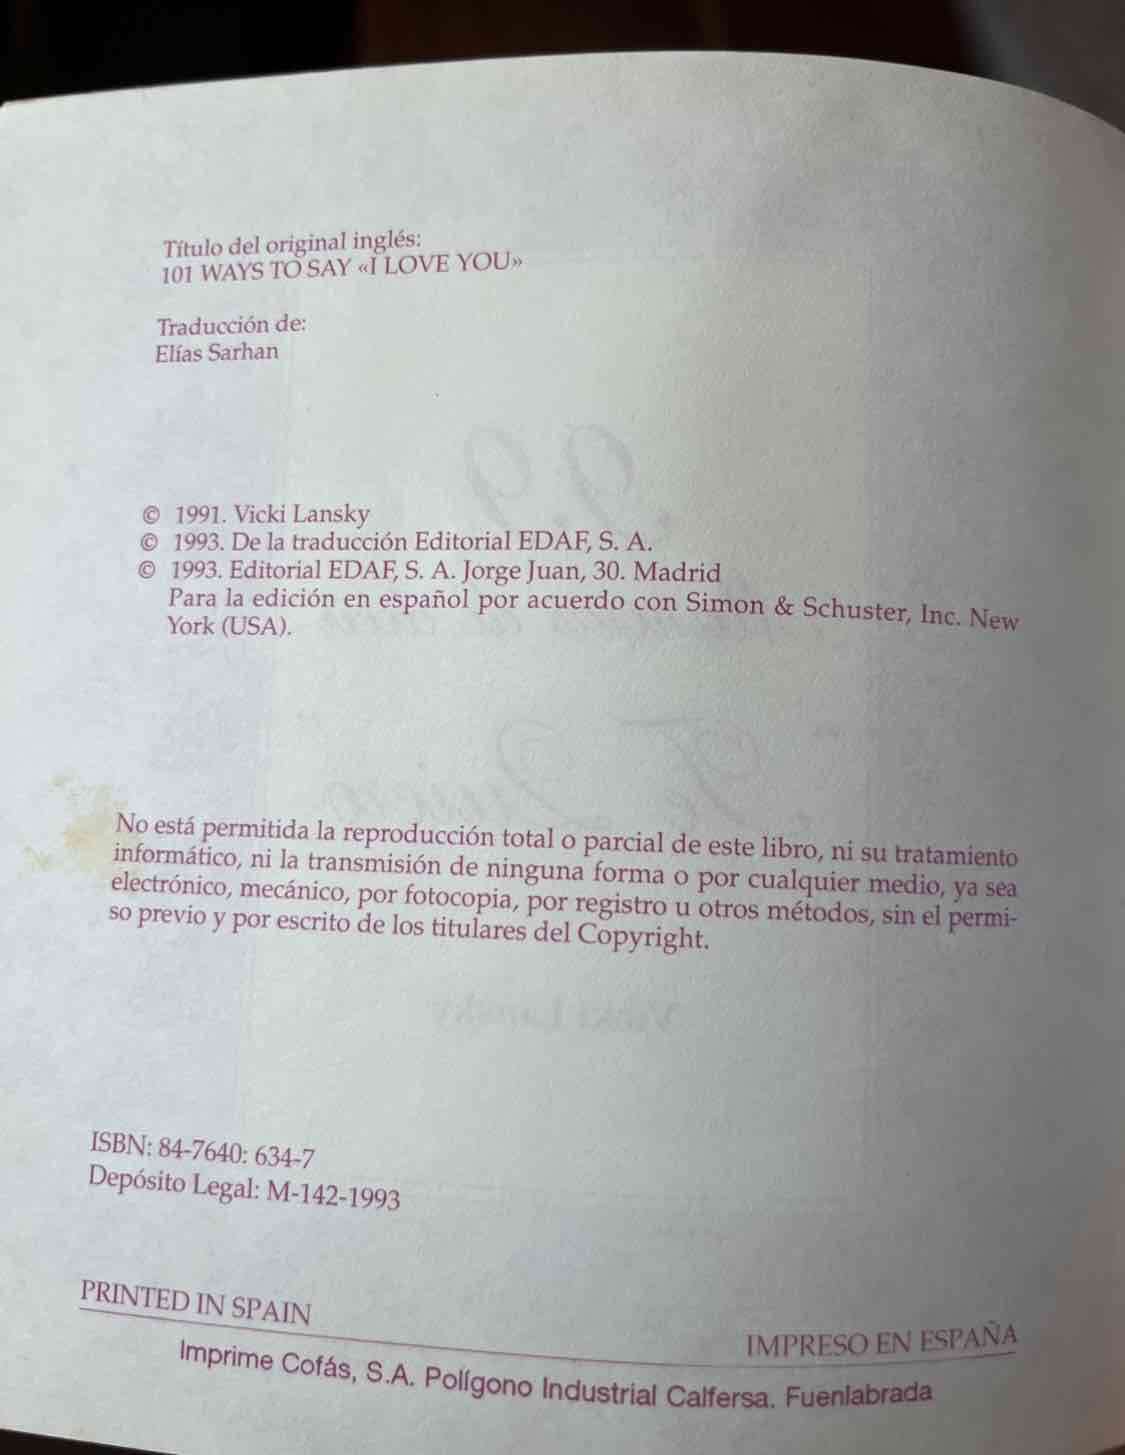 Título del original inglés:
101 WAYS TO SAY «I LOVE YOU»
Traducción de:
Elías Sarhan
© 1991. Vicki Lansky
© 1993. De la traducción Editorial EDAF, S. A.
© 1993. Editorial EDAF, S. A. Jorge Juan, 30. Madrid
Para la edición en español por acuerdo con Simon & Schuster, Inc. New
York (USA).
No está permitida la reproducción total o parcial de este libro, ni su tratamiento
informático, ni la transmisión de ninguna forma o por cualquier medio, ya sea
electrónico, mecánico, por fotocopia, por registro u otros métodos, sin el permi-
so previo y por escrito de los titulares del Copyright.
ISBN: 84-7640: 634-7
Depósito Legal: M-142-1993
PRINTED IN SPAIN
IMPRESO EN ESPAÑA
Imprime Cofás, S.A. Polígono Industrial Calfersa. Fuenlabrada